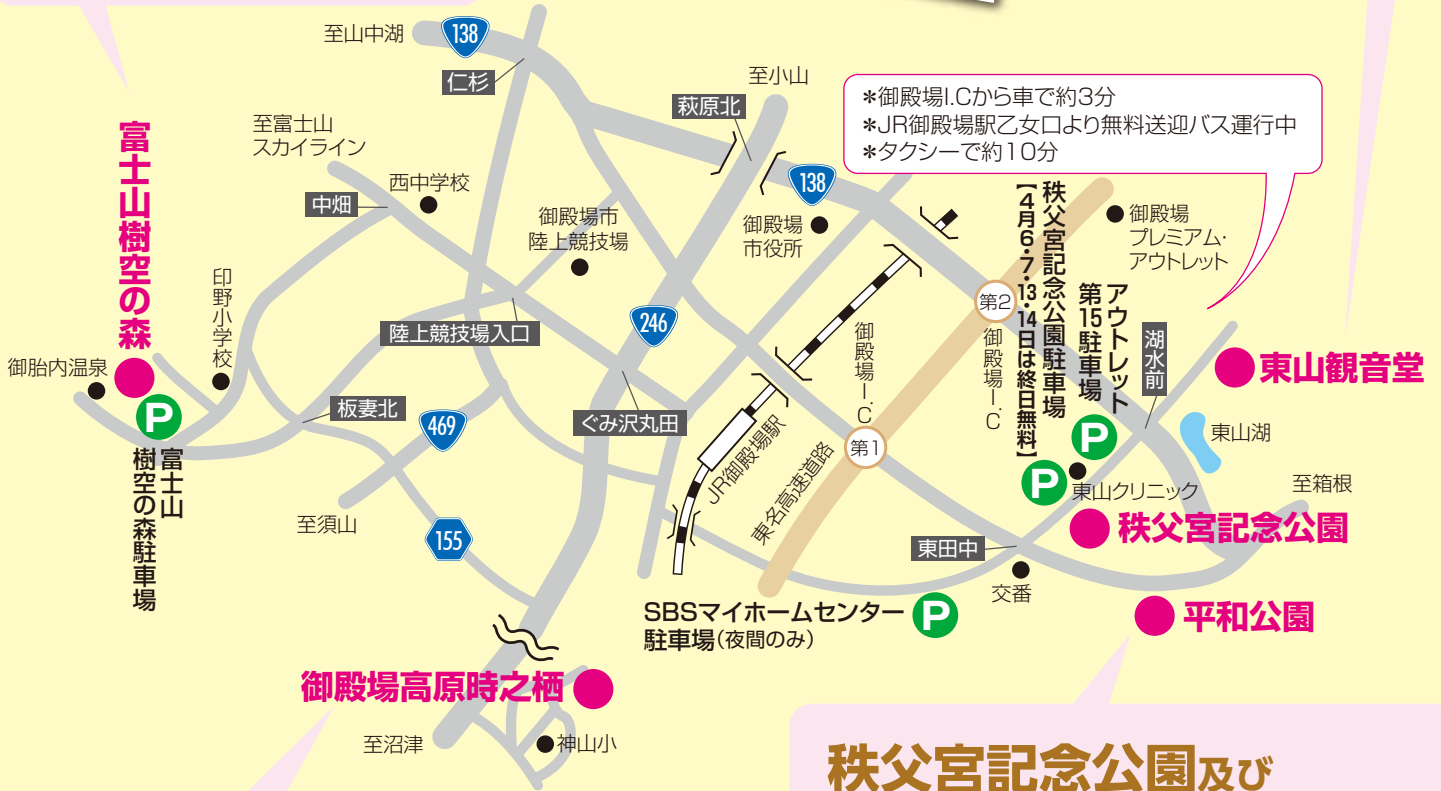 至山中湖
138
仁杉
至小山
萩原北
*御殿場I.Cから車で約3分
*JR御殿場駅乙女口より無料送迎バス運行中
*タクシーで約10分
至富士山
スカイライン
西中学校
中畑
138
御殿場市
陸上競技場
御殿場
市役所
秩父宮記念公園駐車場
【4月6・7・13・14日は終日無料】
御殿場
プレミアム・
アウトレット
富士山樹空の森
印野小学校
陸上競技場入口
246
第2
御殿場I.C
御殿場I.C
アウトレット
第15駐車場
湖水前
御胎内温泉
東山観音堂
P
板妻北
469
ぐみ沢丸田
JR御殿場駅
第1
東名高速道路
P
東山湖
P
東山クリニック
至箱根
富士山
樹空の森駐車場
至須山
155
秩父宮記念公園
東田中
交番
SBSマイホームセンター
駐車場(夜間のみ)
P
平和公園
御殿場高原時之栖
至沼津
神山小
秩父宮記念公園及び